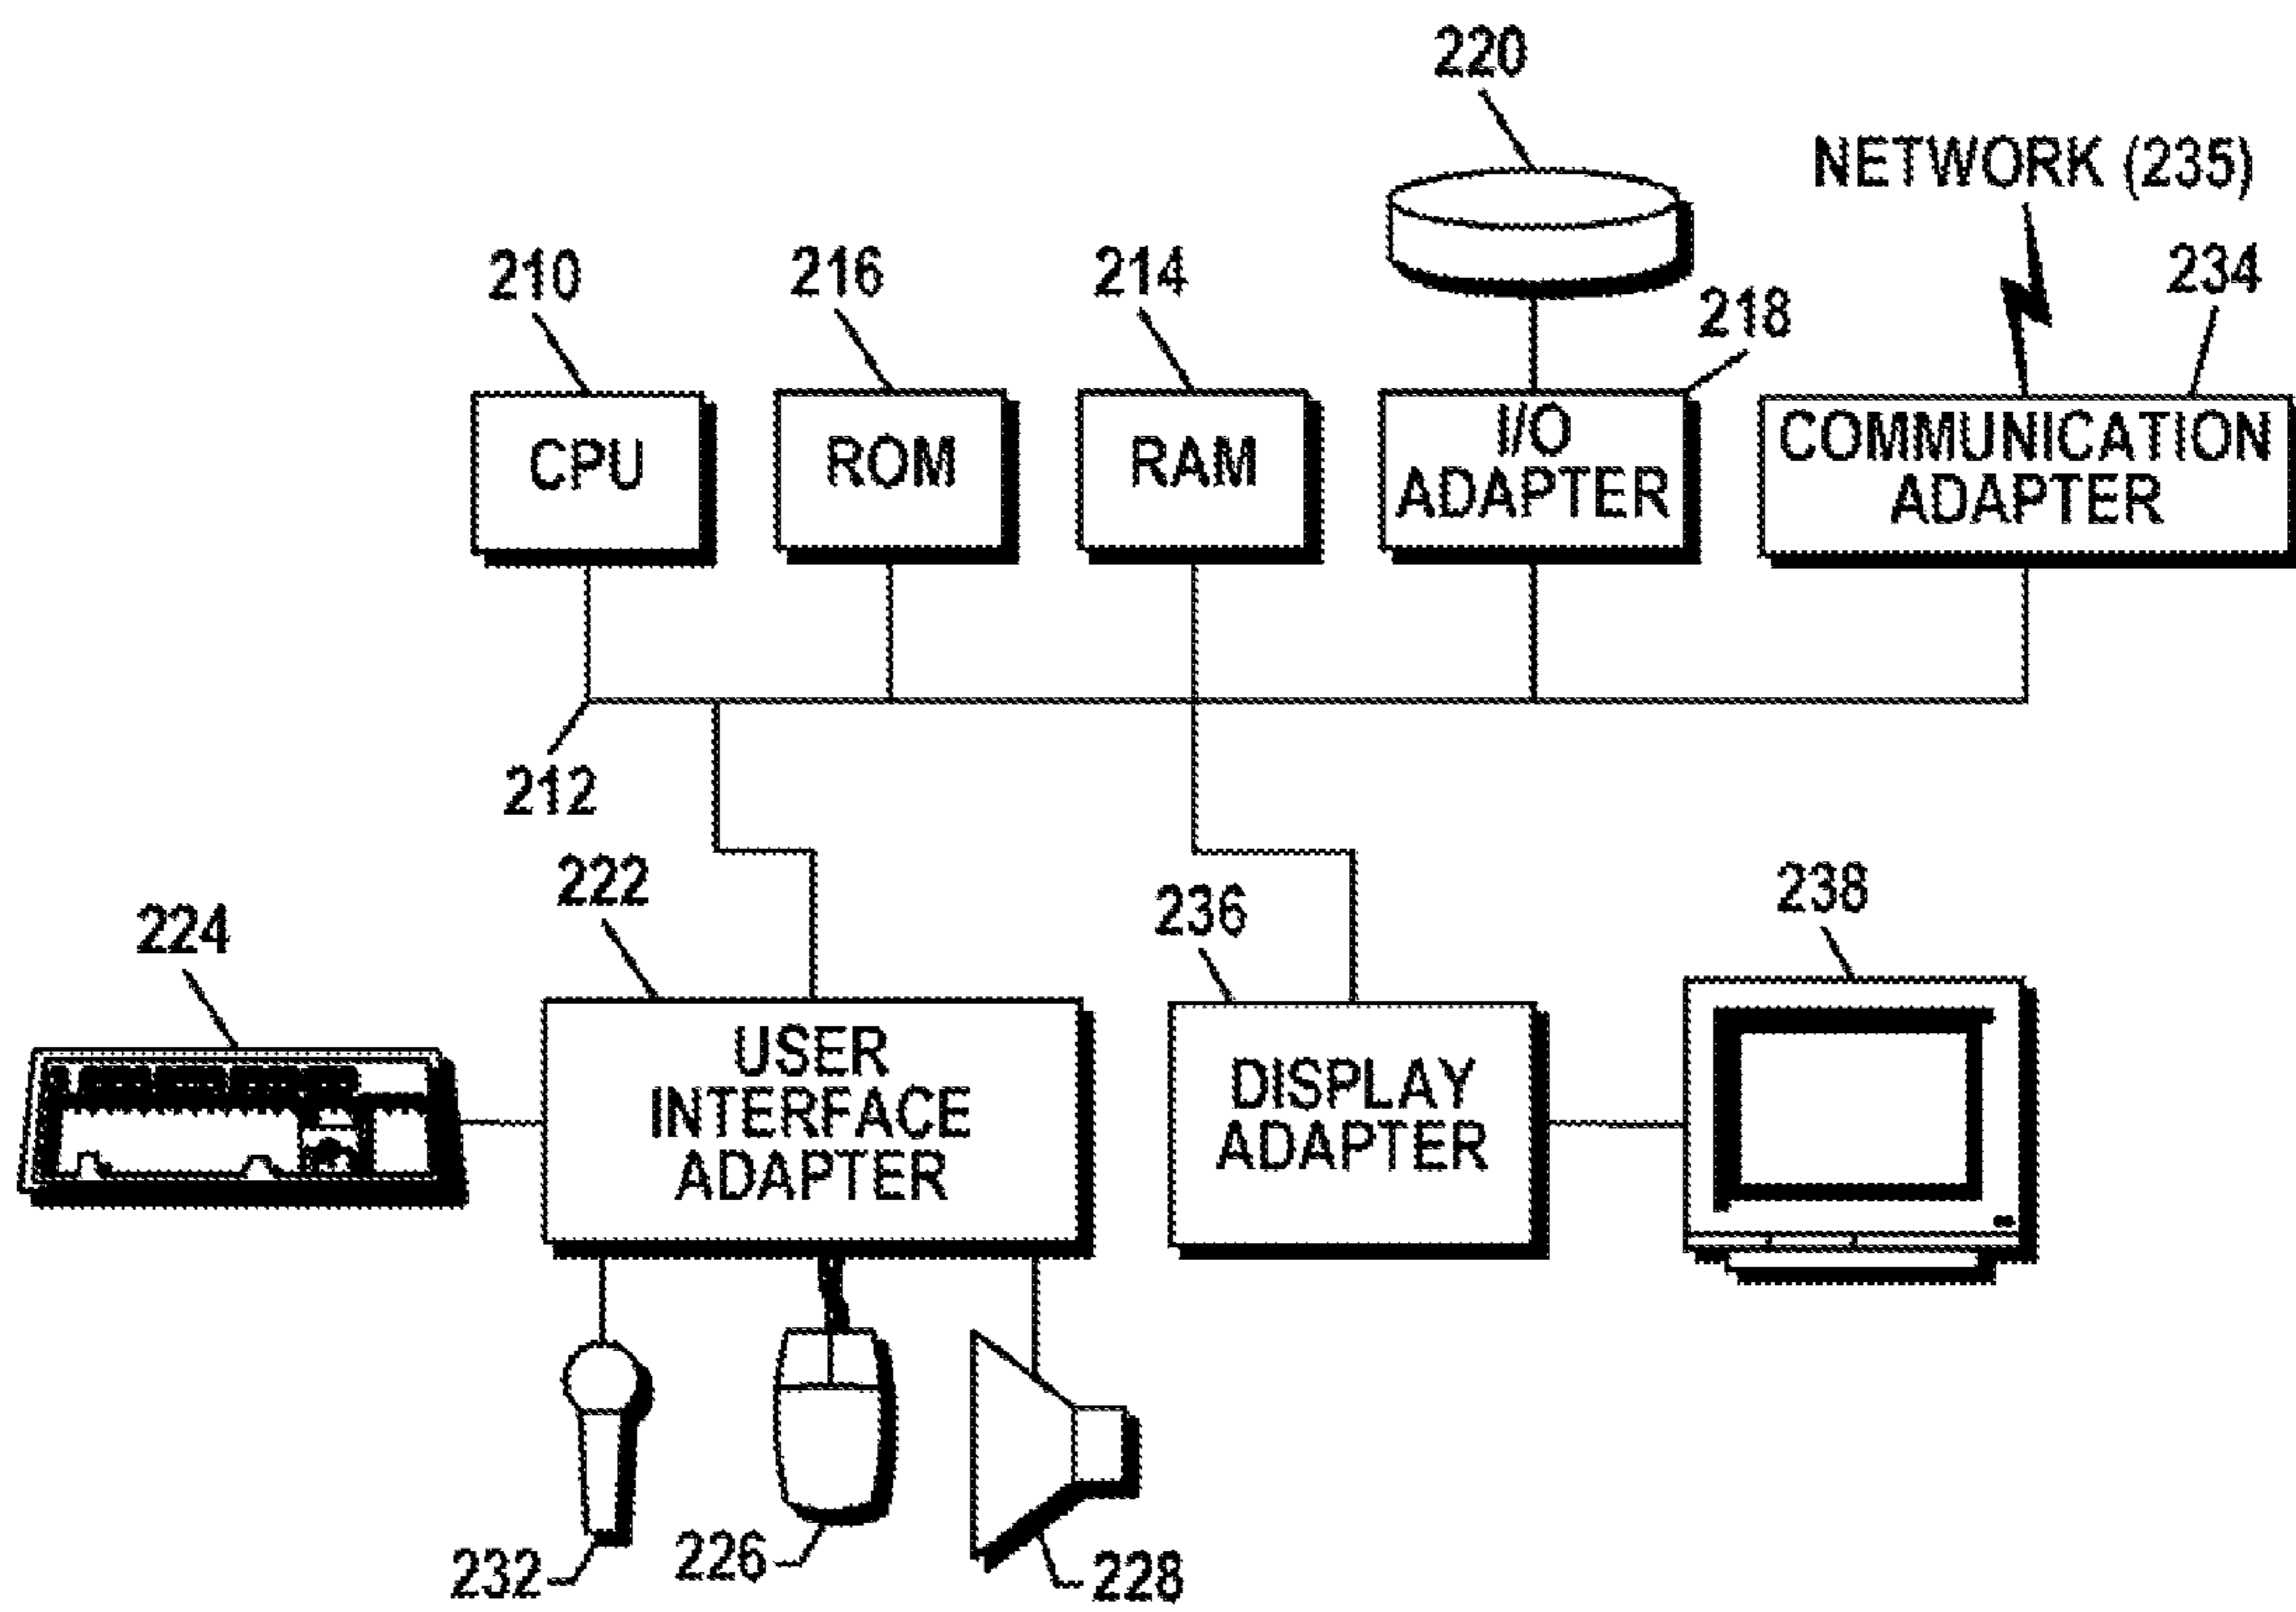 220
NETWORK (235)
210
216
214
218
234
CPU
ROM
RAM
I/O
ADAPTER
COMMUNICATION
ADAPTER
212
222
236
238
224
USER
INTERFACE
ADAPTER
DISPLAY
ADAPTER
232
226
228